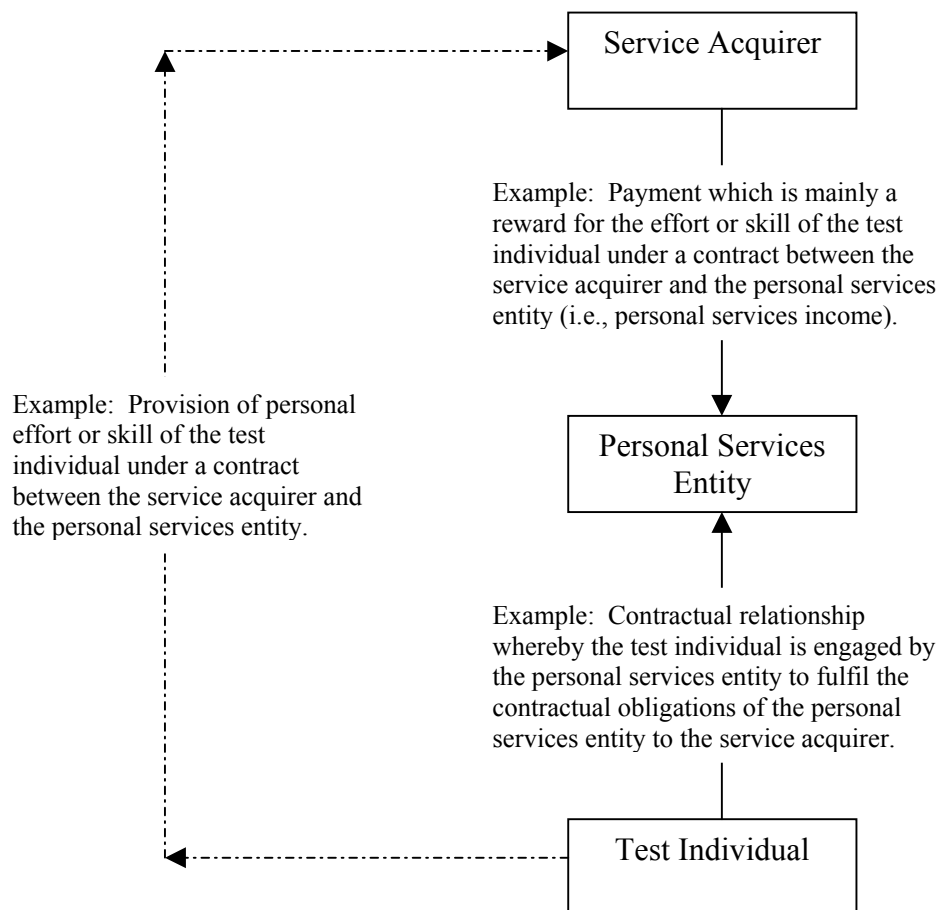 Service Acquirer
Example:  Payment which is mainly a
reward for the effort or skill of the test
individual under a contract between the
service acquirer and the personal services
entity (i.e., personal services income).
Example:  Provision of personal
effort or skill of the test
individual under a contract
between the service acquirer and
the personal services entity.
Personal Services
Entity
Example:  Contractual relationship
whereby the test individual is engaged by
the personal services entity to fulfil the
contractual obligations of the personal
services entity to the service acquirer.
Test Individual